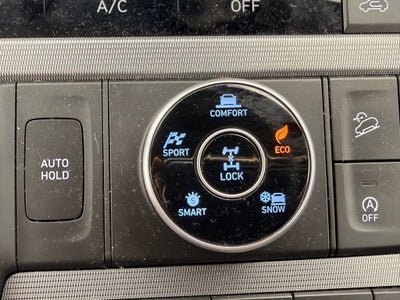 A/C
OFF
COMFORT
SPORT
ECO
AUTO
HOLD
LOCK
SMART
SNOW
A
OFF